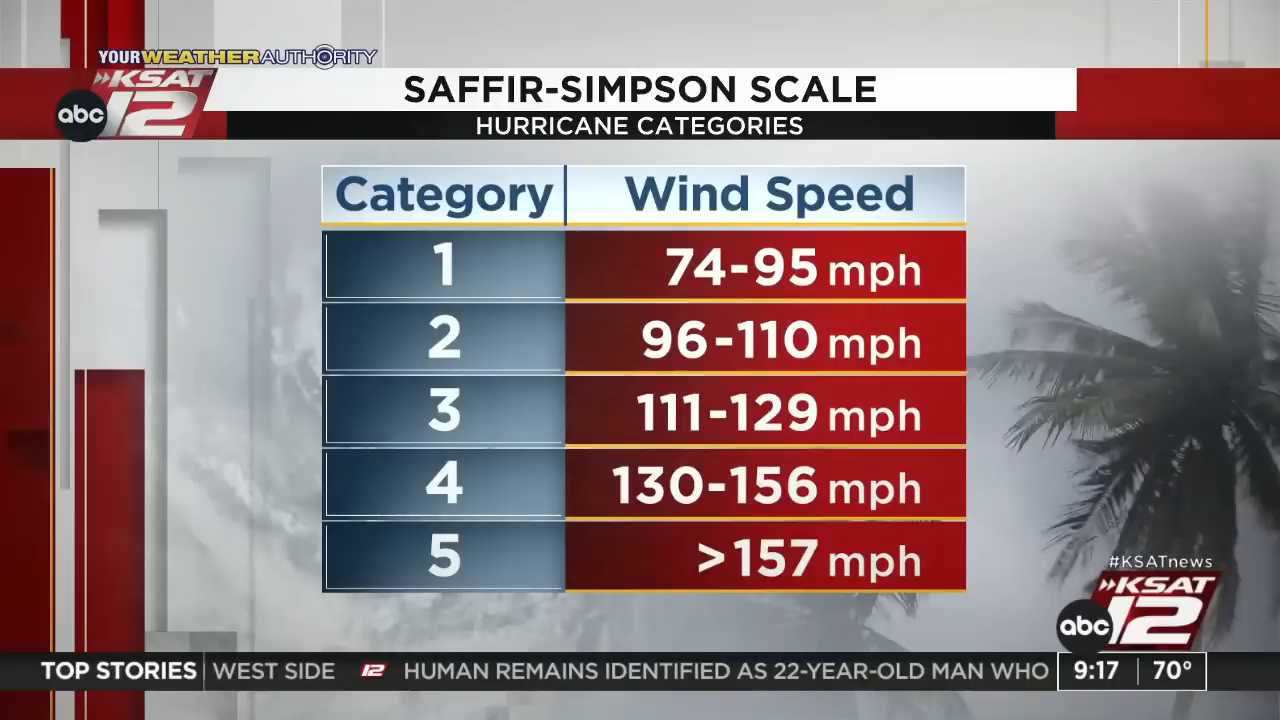 YOUR WEATHER AUTHORITY
KSAT
abc 12
SAFFIR-SIMPSON SCALE
HURRICANE CATEGORIES
Category Wind Speed
1 74-95 mph
2 96-110 mph
3 111-129 mph
4 130-156 mph
5 >157 mph
#KSATnews
KSAT
abc 12
TOP STORIES WEST SIDE 12 HUMAN REMAINS IDENTIFIED AS 22-YEAR-OLD MAN WHO 9:17 70°